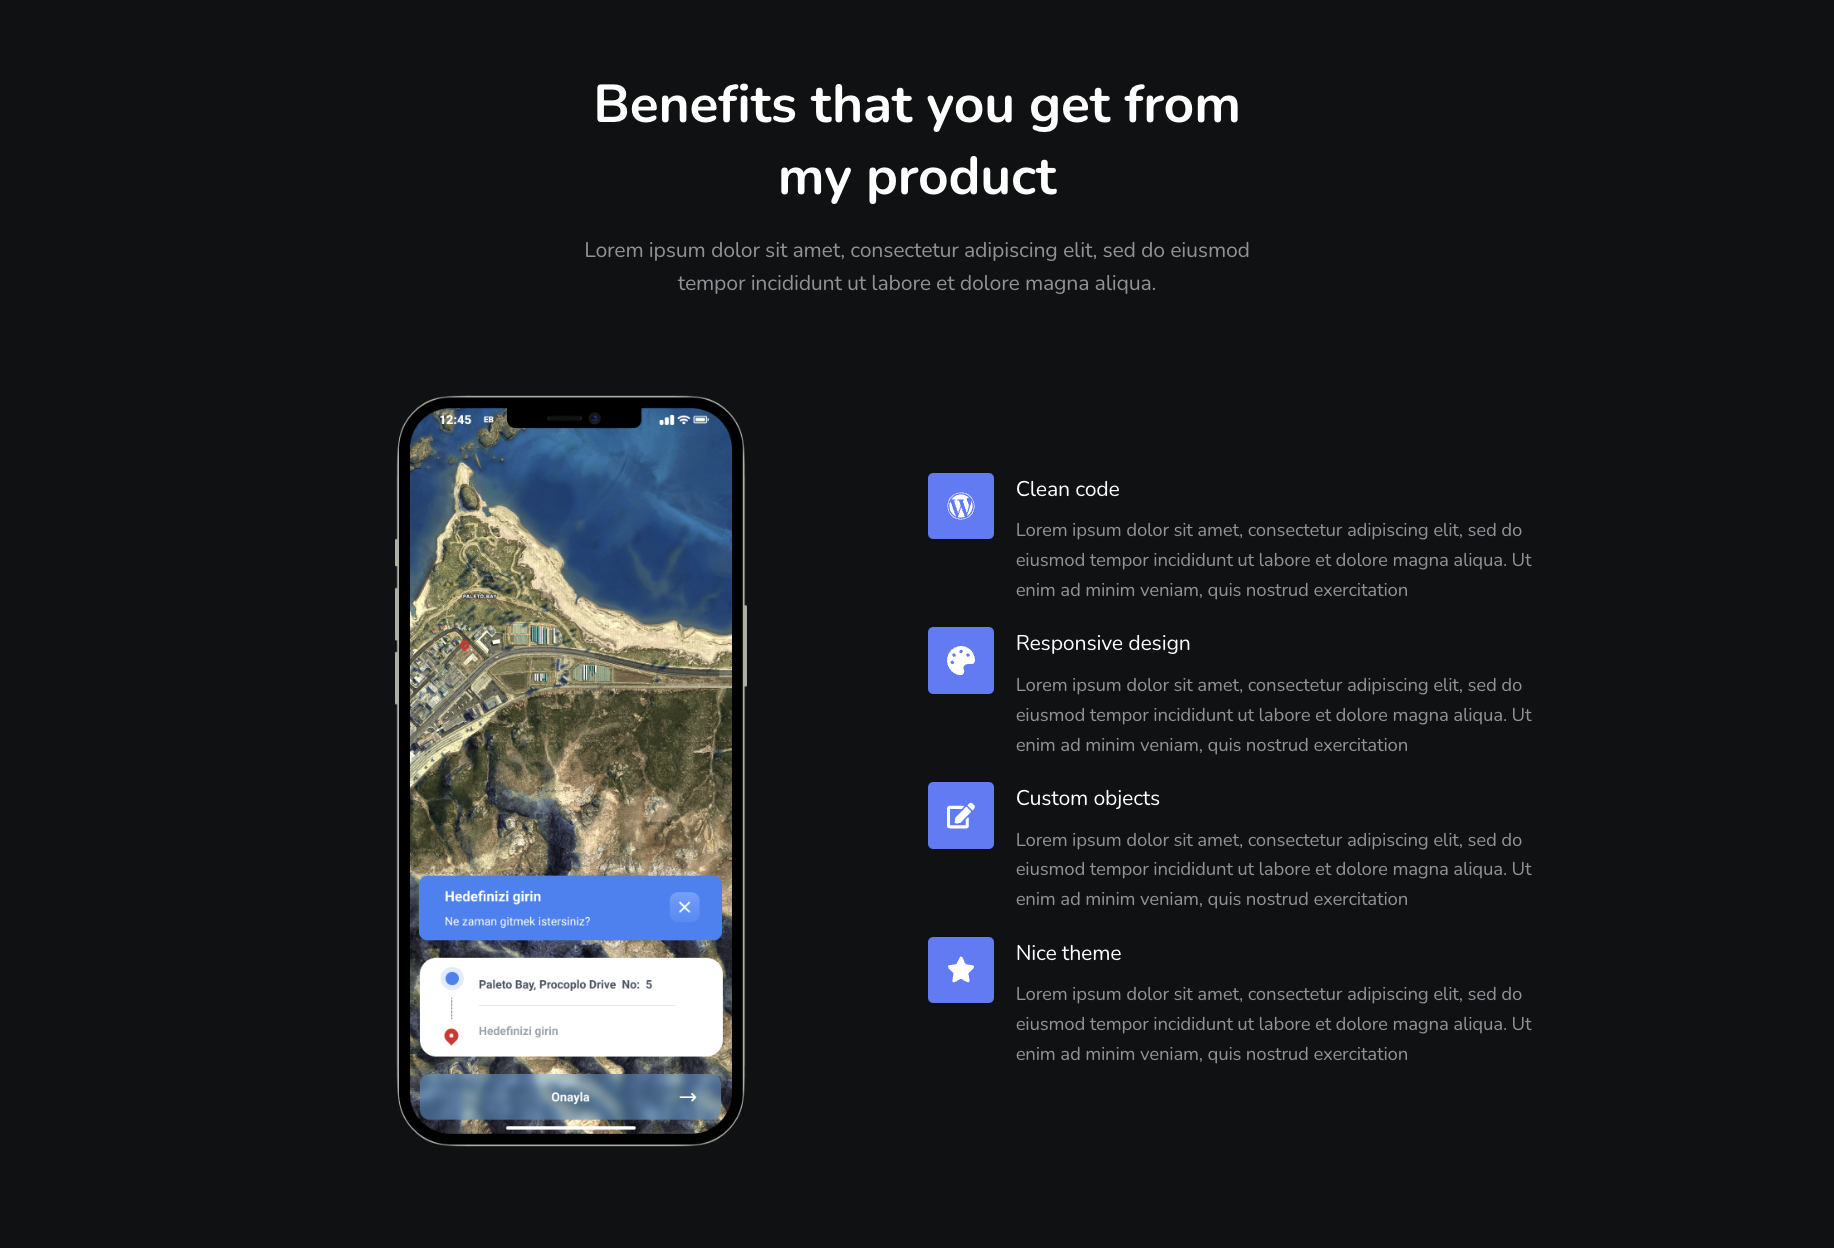 Benefits that you get from
my product
Lorem ipsum dolor sit amet, consectetur adipiscing elit, sed do eiusmod
tempor incididunt ut labore et dolore magna aliqua.
12:45 EB
PALETO BAY
Hedefinizi girin
Ne zaman gitmek istersiniz?
Paleto Bay, Procoplo Drive No: 5
Hedefinizi girin
Onayla
Clean code
Lorem ipsum dolor sit amet, consectetur adipiscing elit, sed do
eiusmod tempor incididunt ut labore et dolore magna aliqua. Ut
enim ad minim veniam, quis nostrud exercitation
Responsive design
Lorem ipsum dolor sit amet, consectetur adipiscing elit, sed do
eiusmod tempor incididunt ut labore et dolore magna aliqua. Ut
enim ad minim veniam, quis nostrud exercitation
Custom objects
Lorem ipsum dolor sit amet, consectetur adipiscing elit, sed do
eiusmod tempor incididunt ut labore et dolore magna aliqua. Ut
enim ad minim veniam, quis nostrud exercitation
Nice theme
Lorem ipsum dolor sit amet, consectetur adipiscing elit, sed do
eiusmod tempor incididunt ut labore et dolore magna aliqua. Ut
enim ad minim veniam, quis nostrud exercitation